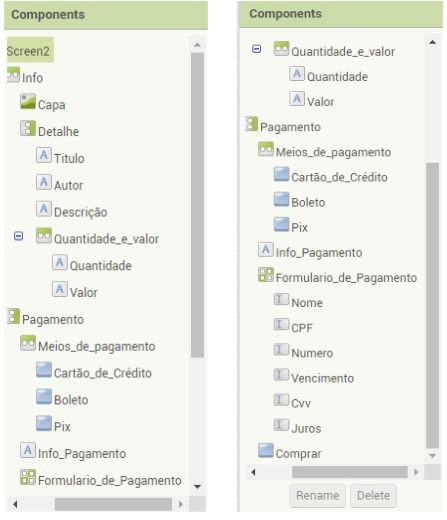 Components
Screen2
Info
Capa
Detalhe
A Titulo
A Autor
A Descrição
Quantidade_e_valor
A Quantidade
A Valor
Pagamento
Meios_de_pagamento
Cartão_de_Crédito
Boleto
Pix
A Info_Pagamento
Formulario_de_Pagamento
Components
Quantidade_e_valor
A Quantidade
A Valor
Pagamento
Meios_de_pagamento
Cartão_de_Crédito
Boleto
Pix
A Info_Pagamento
Formulario_de_Pagamento
Nome
CPF
Numero
Vencimento
Cvv
Juros
Comprar
Rename Delete